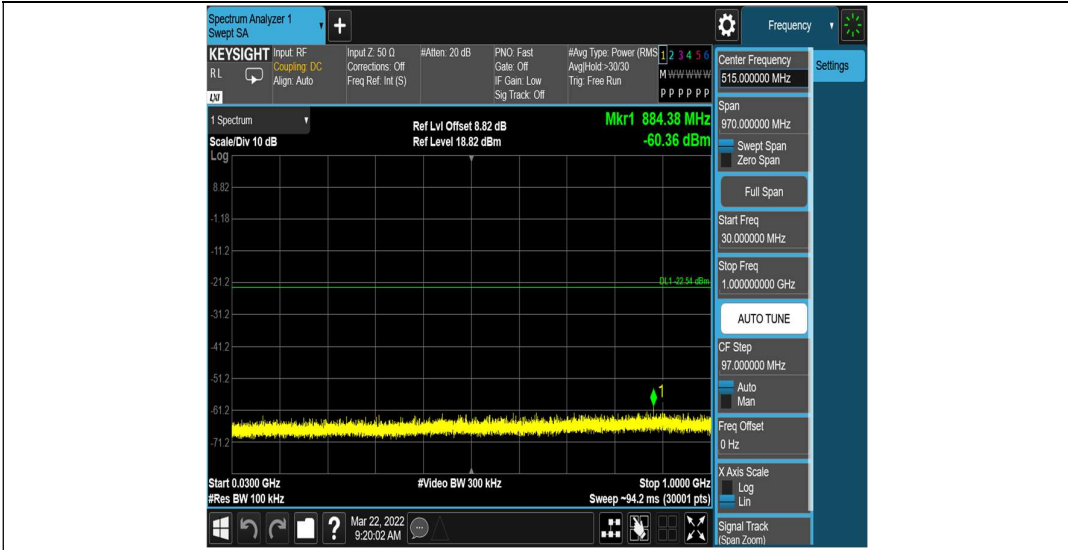 Spectrum Analyzer 1
Swept SA
+
Frequency
KEYSIGHT
RL
LXI
Input: RF
Coupling: DC
Align: Auto
Input Z: 50 Ω
Corrections: Off
Freq Ref: Int (S)
#Atten: 20 dB
PNO: Fast
Gate: Off
IF Gain: Low
Sig Track: Off
#Avg Type: Power (RMS
Avg|Hold:>30/30
Trig: Free Run
1 2 3 4 5 6
M W W W W W
P P P P P P
1 Spectrum
Scale/Div 10 dB
Log
Ref Lvl Offset 8.82 dB
Ref Level 18.82 dBm
Mkr1 884.38 MHz
-60.36 dBm
8.82
-1.18
-11.2
-21.2
-31.2
-41.2
-51.2
-61.2
-71.2
DL1 -22.54 dBm
1
Start 0.0300 GHz
#Res BW 100 kHz
#Video BW 300 kHz
Stop 1.0000 GHz
Sweep ~94.2 ms (30001 pts)
?
Mar 22, 2022
9:20:02 AM
Center Frequency
515.000000 MHz
Span
970.000000 MHz
Swept Span
Zero Span
Full Span
Start Freq
30.000000 MHz
Stop Freq
1.000000000 GHz
AUTO TUNE
CF Step
97.000000 MHz
Auto
Man
Freq Offset
0 Hz
X Axis Scale
Log
Lin
Signal Track
(Span Zoom)
Settings